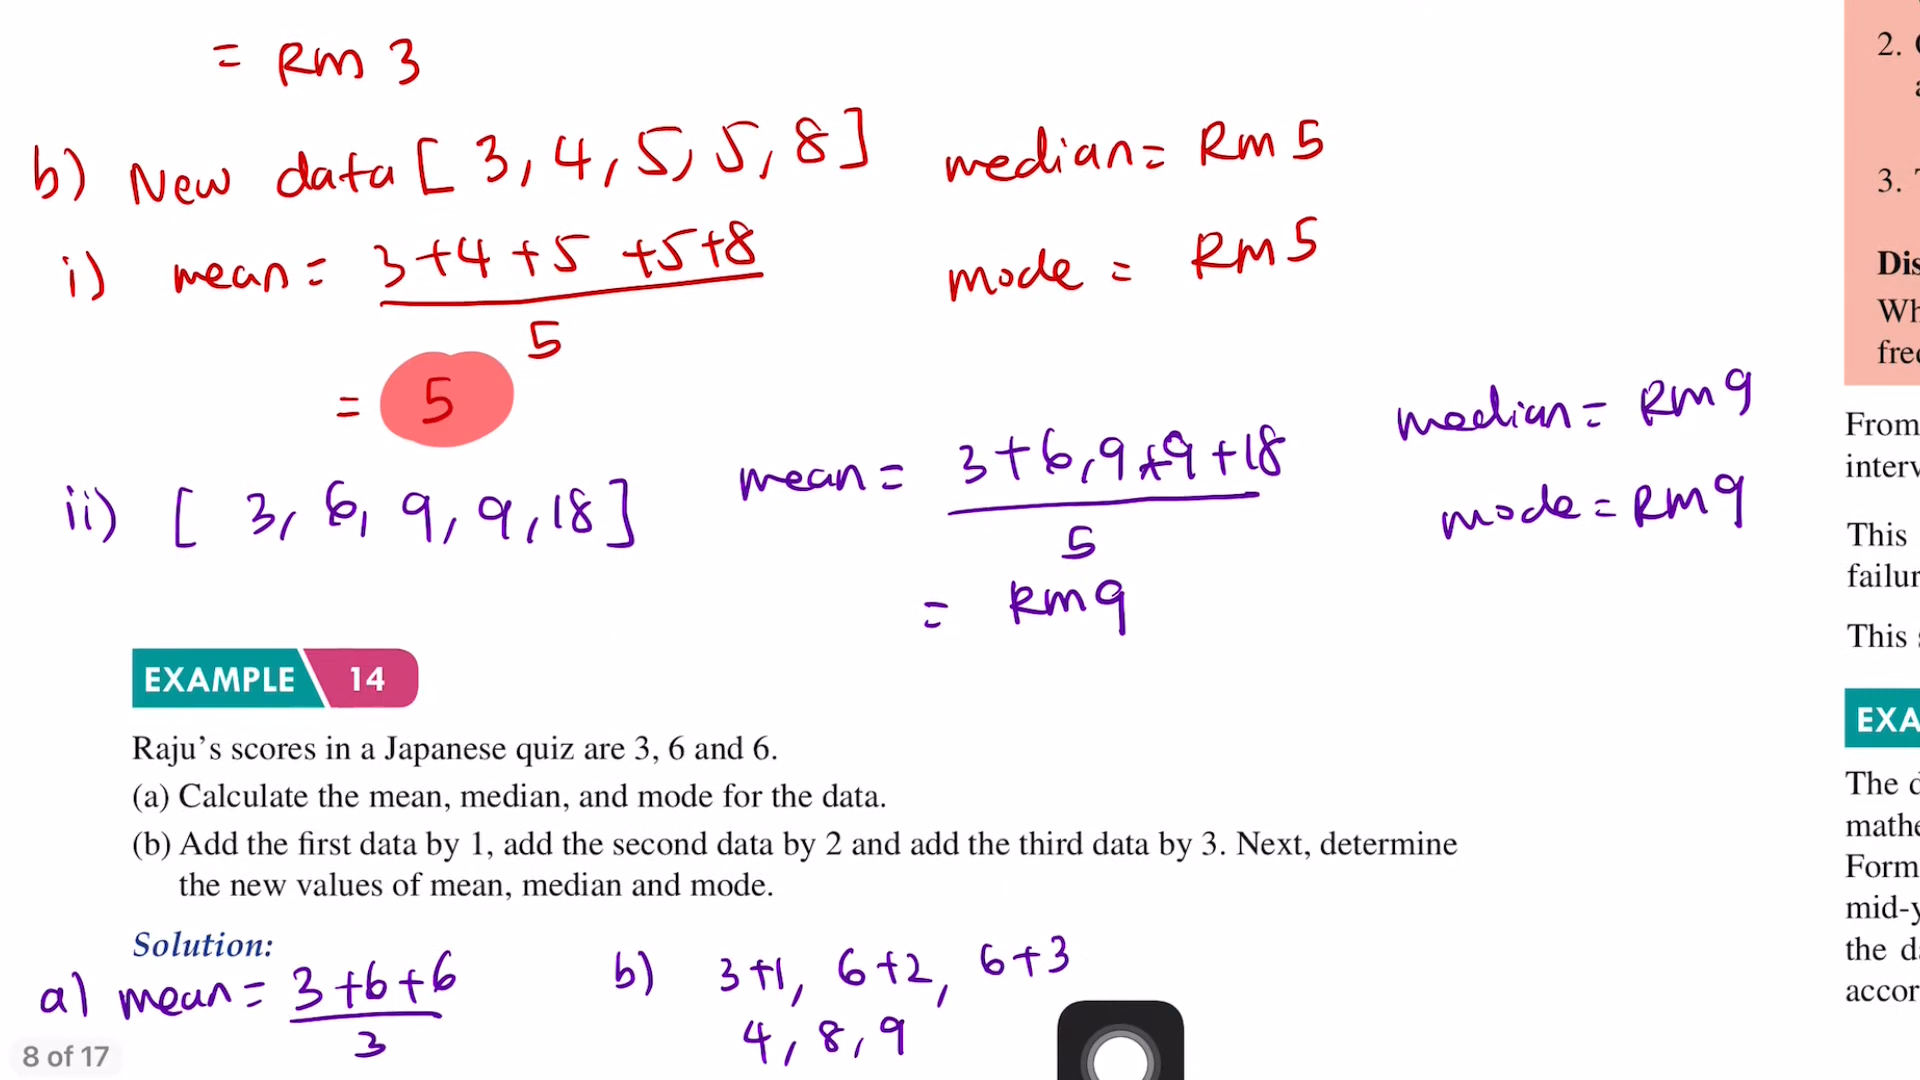 = Rm 3
b) New data [ 3, 4, 5, 5, 8]
median = Rm 5
i) mean = 3+4+5+5+8
5
mode = Rm 5
= 5
ii) [ 3, 6, 9, 9, 18]
mean = 3+6,9+9+18
5
= Rm 9
median = Rm 9
mode = Rm 9
EXAMPLE 14
Raju's scores in a Japanese quiz are 3, 6 and 6.
(a) Calculate the mean, median, and mode for the data.
(b) Add the first data by 1, add the second data by 2 and add the third data by 3. Next, determine
the new values of mean, median and mode.
Solution:
a) mean = 3+6+6
3
b) 3+1, 6+2, 6+3
4, 8, 9
8 of 17
2.
3.
Dis
Wh
fre
From
interv
This
failur
This
EXA
The d
mathe
Form
mid-y
the d
accor